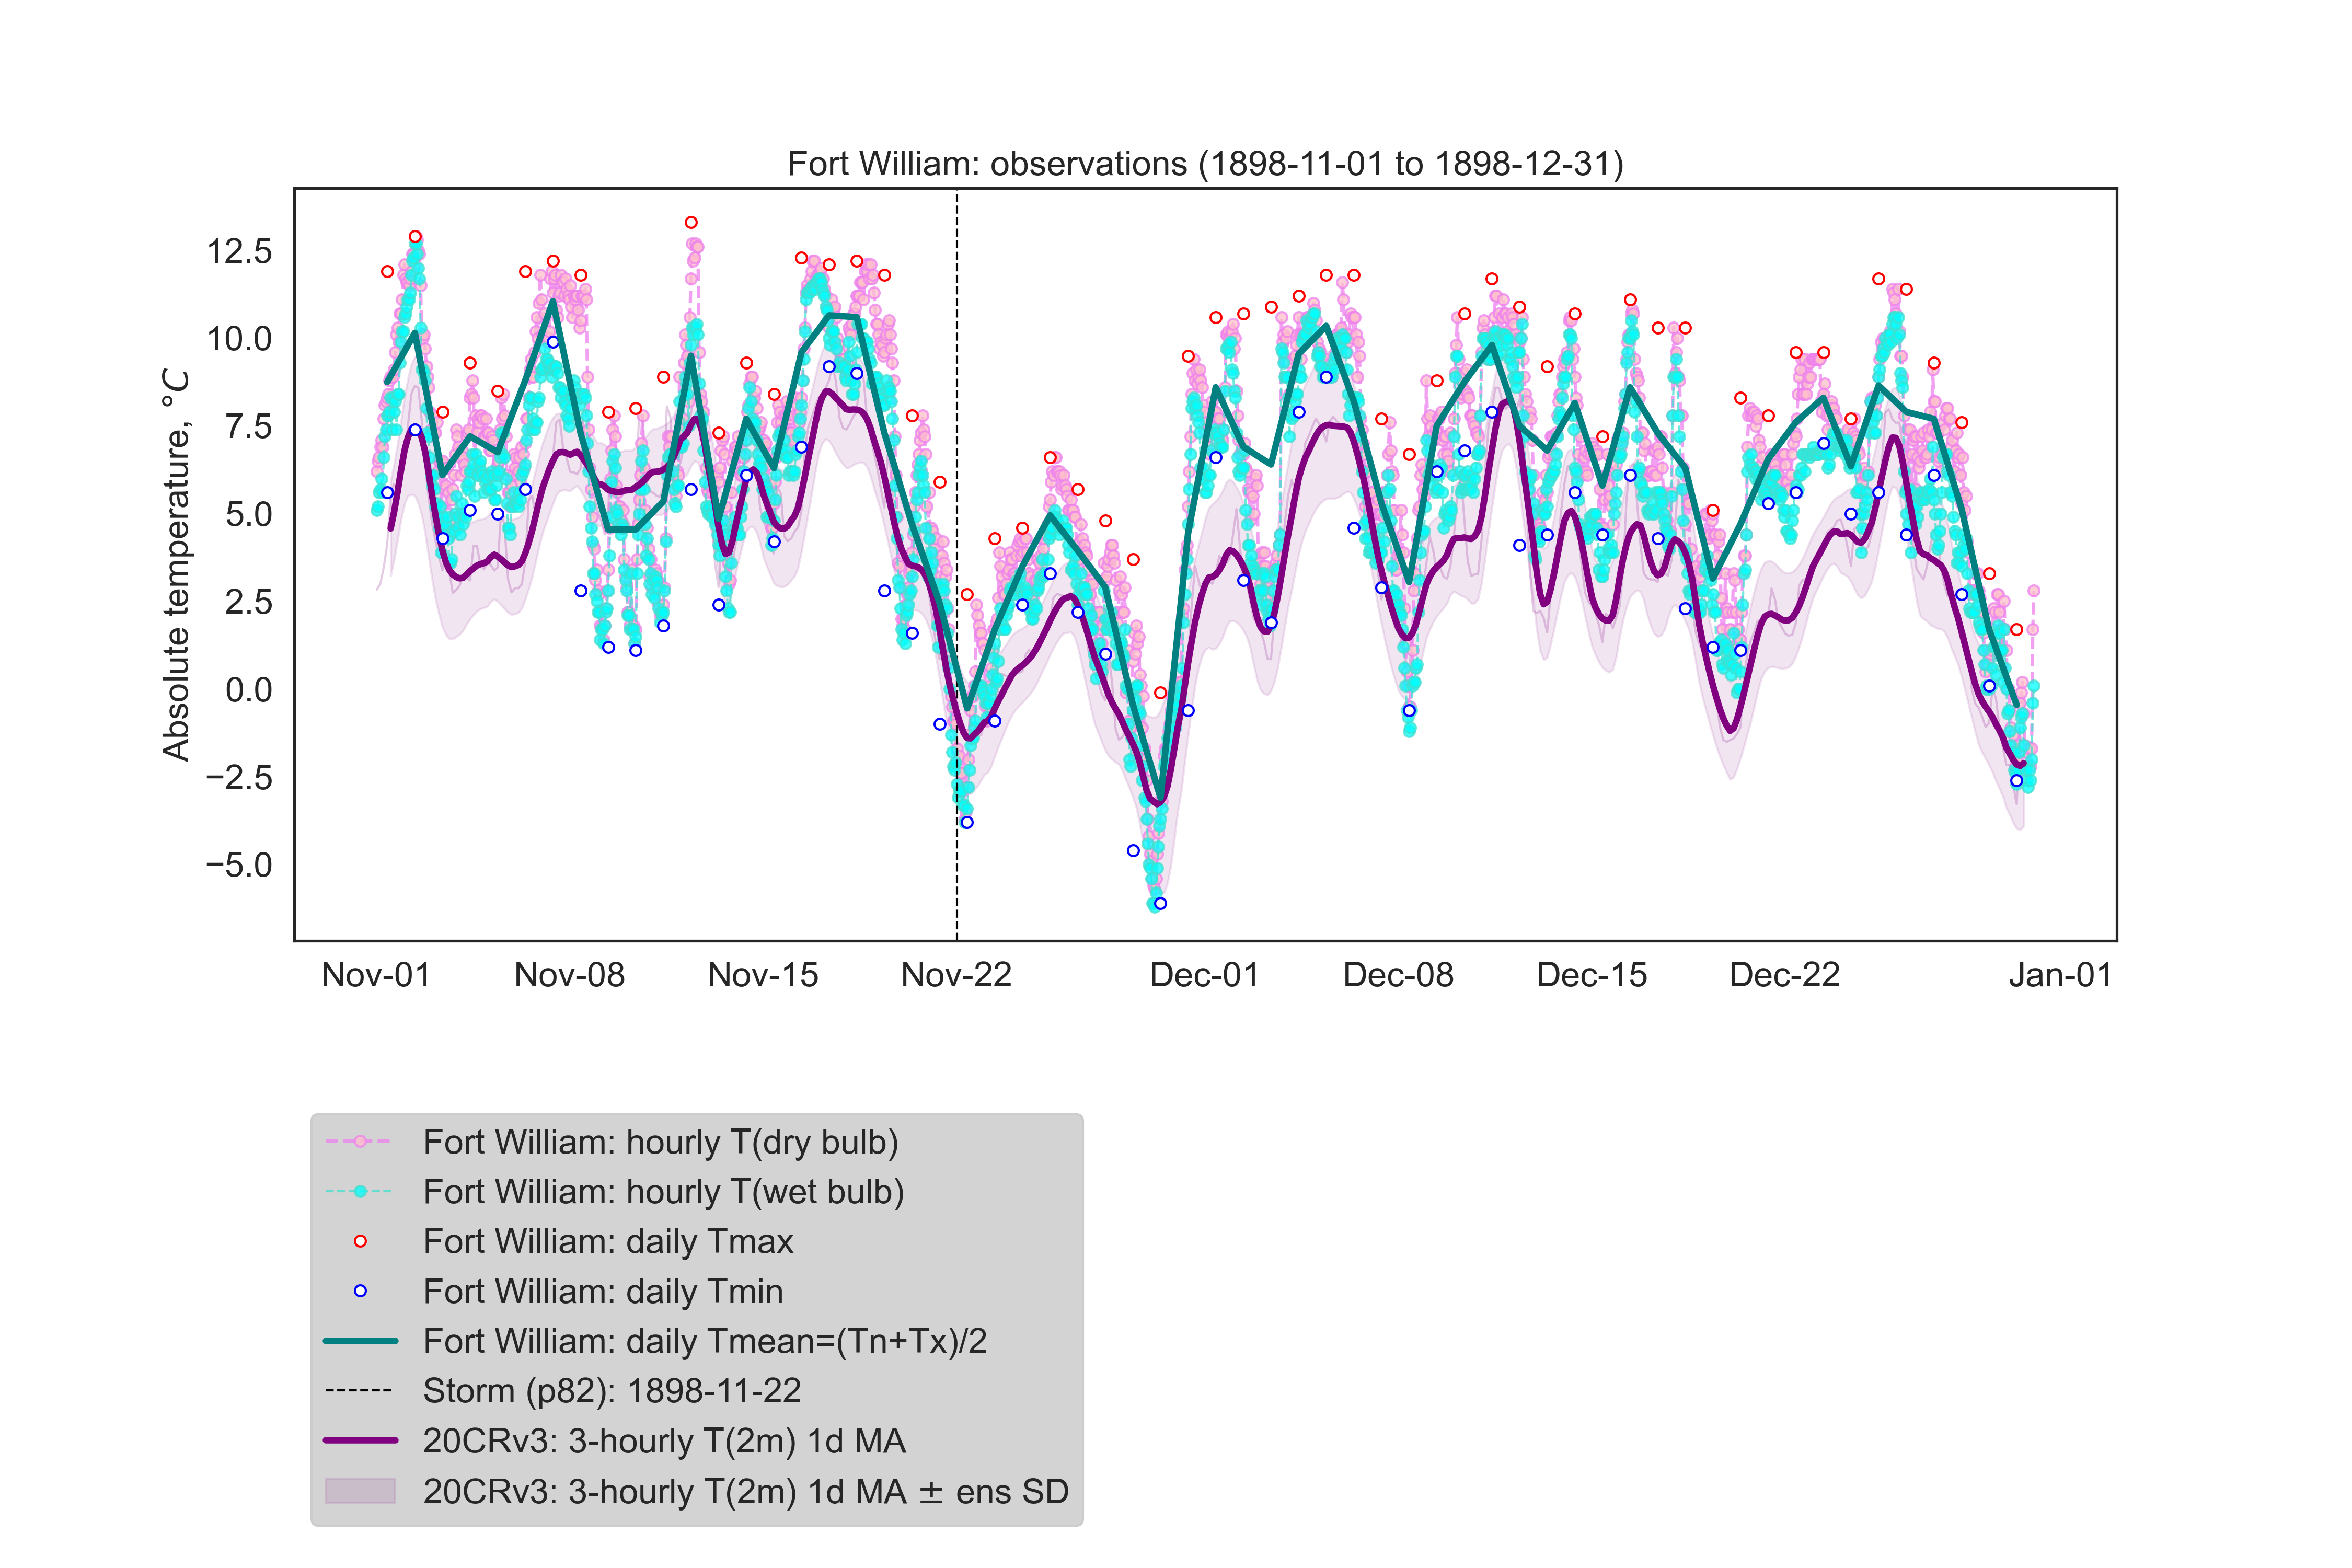 Fort William: observations (1898-11-01 to 1898-12-31)
Absolute temperature, °C
12.5
10.0
7.5
5.0
2.5
0.0
−2.5
−5.0
Nov-01 Nov-08 Nov-15 Nov-22 Dec-01 Dec-08 Dec-15 Dec-22 Jan-01
Fort William: hourly T(dry bulb)
Fort William: hourly T(wet bulb)
Fort William: daily Tmax
Fort William: daily Tmin
Fort William: daily Tmean=(Tn+Tx)/2
Storm (p82): 1898-11-22
20CRv3: 3-hourly T(2m) 1d MA
20CRv3: 3-hourly T(2m) 1d MA ± ens SD